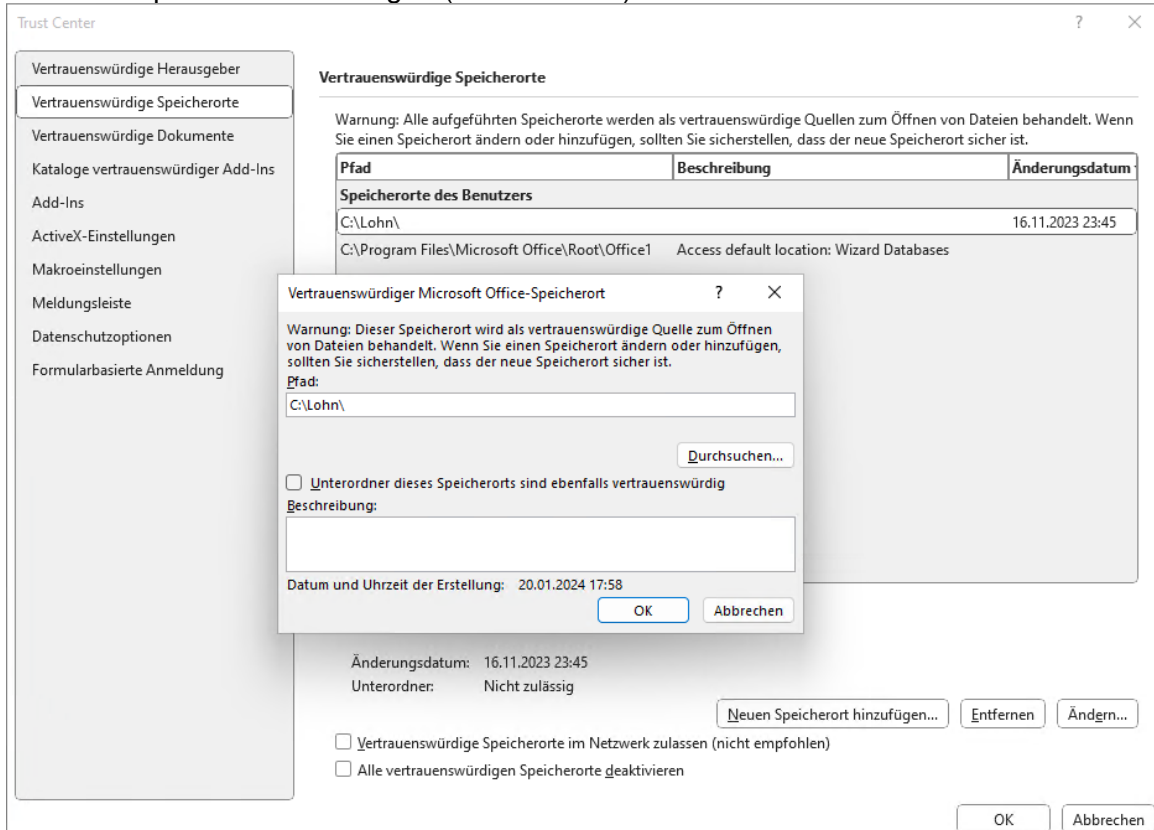 Trust Center
? ×
Vertrauenswürdige Herausgeber
Vertrauenswürdige Speicherorte
Vertrauenswürdige Dokumente
Kataloge vertrauenswürdiger Add-Ins
Add-Ins
ActiveX-Einstellungen
Makroeinstellungen
Meldungsleiste
Datenschutzoptionen
Formularbasierte Anmeldung
Vertrauenswürdige Speicherorte
Warnung: Alle aufgeführten Speicherorte werden als vertrauenswürdige Quellen zum Öffnen von Dateien behandelt. Wenn
Sie einen Speicherort ändern oder hinzufügen, sollten Sie sicherstellen, dass der neue Speicherort sicher ist.
Pfad Beschreibung Änderungsdatum
Speicherorte des Benutzers
C:\Lohn\ 16.11.2023 23:45
C:\Program Files\Microsoft Office\Root\Office1 Access default location: Wizard Databases
Vertrauenswürdiger Microsoft Office-Speicherort ? ×
Warnung: Dieser Speicherort wird als vertrauenswürdige Quelle zum Öffnen
von Dateien behandelt. Wenn Sie einen Speicherort ändern oder hinzufügen,
sollten Sie sicherstellen, dass der neue Speicherort sicher ist.
Pfad:
C:\Lohn\
Durchsuchen...
Unterordner dieses Speicherorts sind ebenfalls vertrauenswürdig
Beschreibung:
Datum und Uhrzeit der Erstellung: 20.01.2024 17:58
OK Abbrechen
Änderungsdatum: 16.11.2023 23:45
Unterordner: Nicht zulässig
Neuen Speicherort hinzufügen... Entfernen Ändern...
Vertrauenswürdige Speicherorte im Netzwerk zulassen (nicht empfohlen)
Alle vertrauenswürdigen Speicherorte deaktivieren
OK Abbrechen